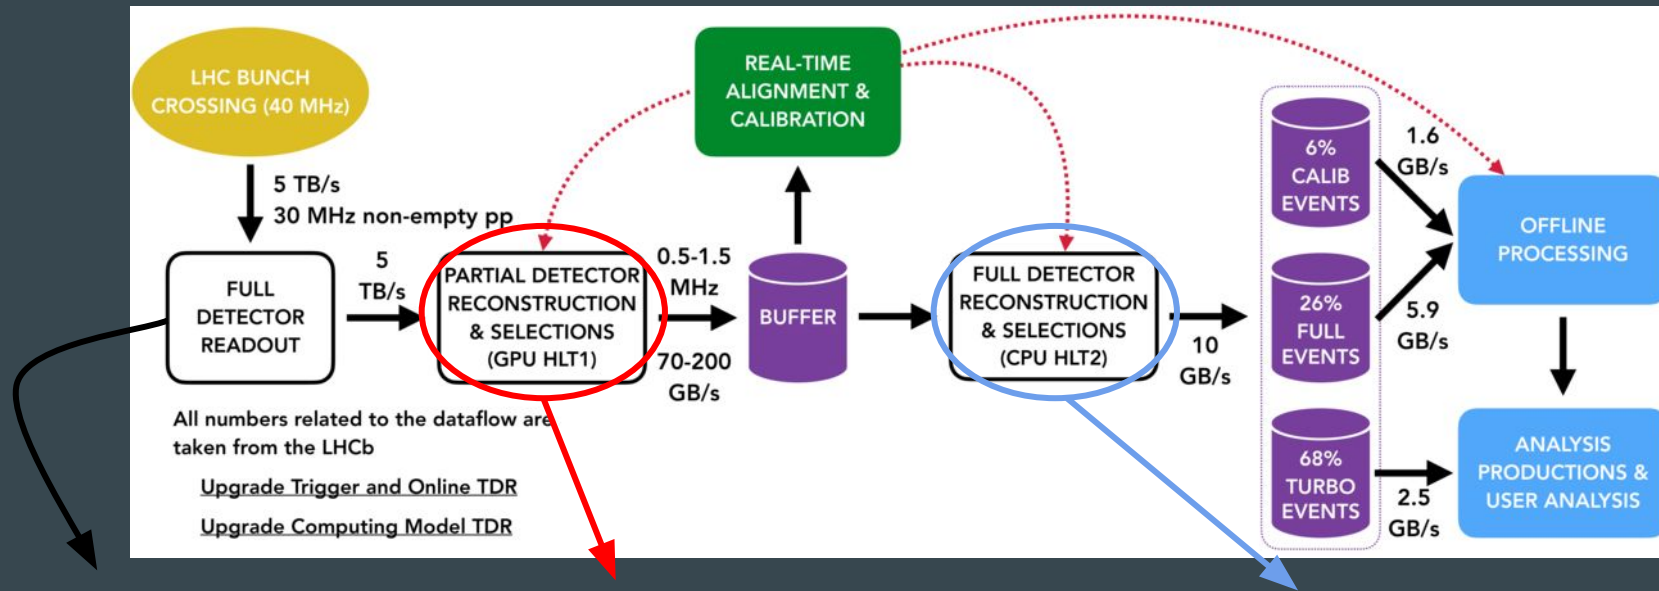 LHC BUNCH
CROSSING (40 MHz)
5 TB/s
30 MHz non-empty pp
FULL
DETECTOR
READOUT
5
TB/s
PARTIAL DETECTOR
RECONSTRUCTION
& SELECTIONS
(GPU HLT1)
0.5-1.5
MHz
70-200
GB/s
REAL-TIME
ALIGNMENT &
CALIBRATION
BUFFER
FULL DETECTOR
RECONSTRUCTION
& SELECTIONS
(CPU HLT2)
10
GB/s
6%
CALIB
EVENTS
1.6
GB/s
26%
FULL
EVENTS
5.9
GB/s
68%
TURBO
EVENTS
2.5
GB/s
OFFLINE
PROCESSING
ANALYSIS
PRODUCTIONS &
USER ANALYSIS
All numbers related to the dataflow are
taken from the LHCb
Upgrade Trigger and Online TDR
Upgrade Computing Model TDR